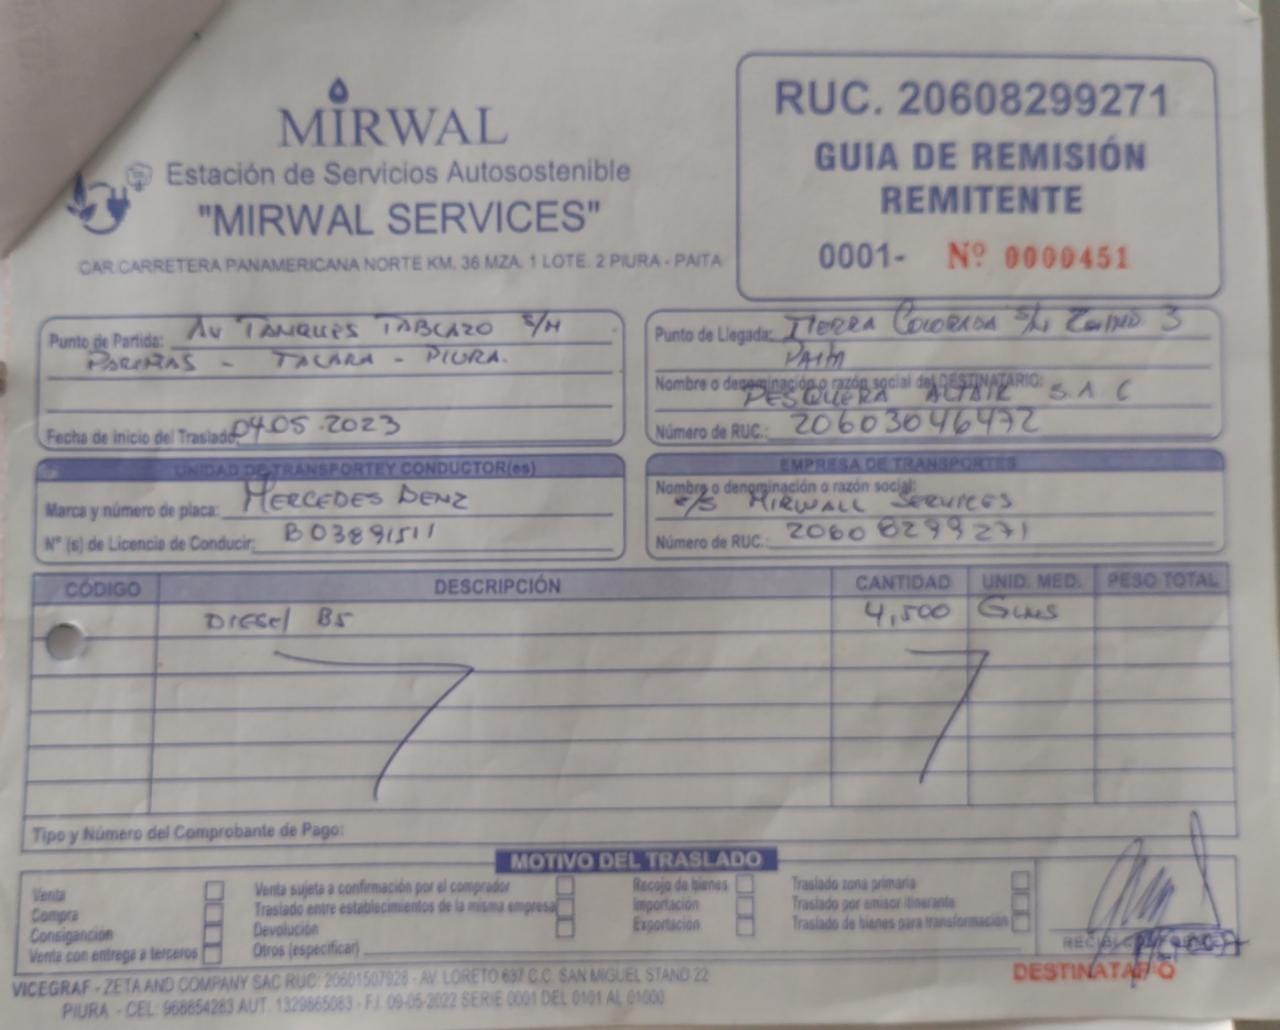 MIRWAL
Estación de Servicios Autosostenible
"MIRWAL SERVICES"
CAR.CARRETERA PANAMERICANA NORTE KM. 36 MZA. 1 LOTE. 2 PIURA - PAITA
RUC. 20608299271
GUIA DE REMISIÓN
REMITENTE
0001- Nº 0000451
Punto de Partida: AV TANQUES TABLAZO S/N
PARIÑAS - TALARA - PIURA.
Fecha de inicio del Traslado: 04.05.2023
Punto de Llegada: TIERRA COLORADA S/N 3
PAITA
Nombre o denominación o razón social del DESTINATARIO:
PESQUERA ALTAIR S.A C
Número de RUC.: 20603046472
UNIDAD DE TRANSPORTE Y CONDUCTOR(es)
Marca y número de placa: MERCEDES BENZ
N° (s) de Licencia de Conducir: B03891511
EMPRESA DE TRANSPORTES
Nombre o denominación o razón social:
E/S MIRWALL SERVICES
Número de RUC.: 20608299271
CÓDIGO DESCRIPCIÓN CANTIDAD UNID. MED. PESO TOTAL
DIESEL B5 4,500 GLNS
Tipo y Número del Comprobante de Pago:
MOTIVO DEL TRASLADO
Venta
Compra
Consignación
Venta con entrega a terceros
Venta sujeta a confirmación por el comprador
Traslado entre establecimientos de la misma empresa
Devolución
Otros (especificar)
Recojo de bienes
Importación
Exportación
Traslado zona primaria
Traslado por emisor itinerante
Traslado de bienes para transformación
DESTINATARIO
VICEGRAF - ZETA AND COMPANY SAC RUC: 20601507928 - AV. LORETO 637 C.C. SAN MIGUEL STAND 22
PIURA - CEL: 968854283 AUT. 1329865083 - F.I. 09-05-2022 SERIE 0001 DEL 0101 AL 01000